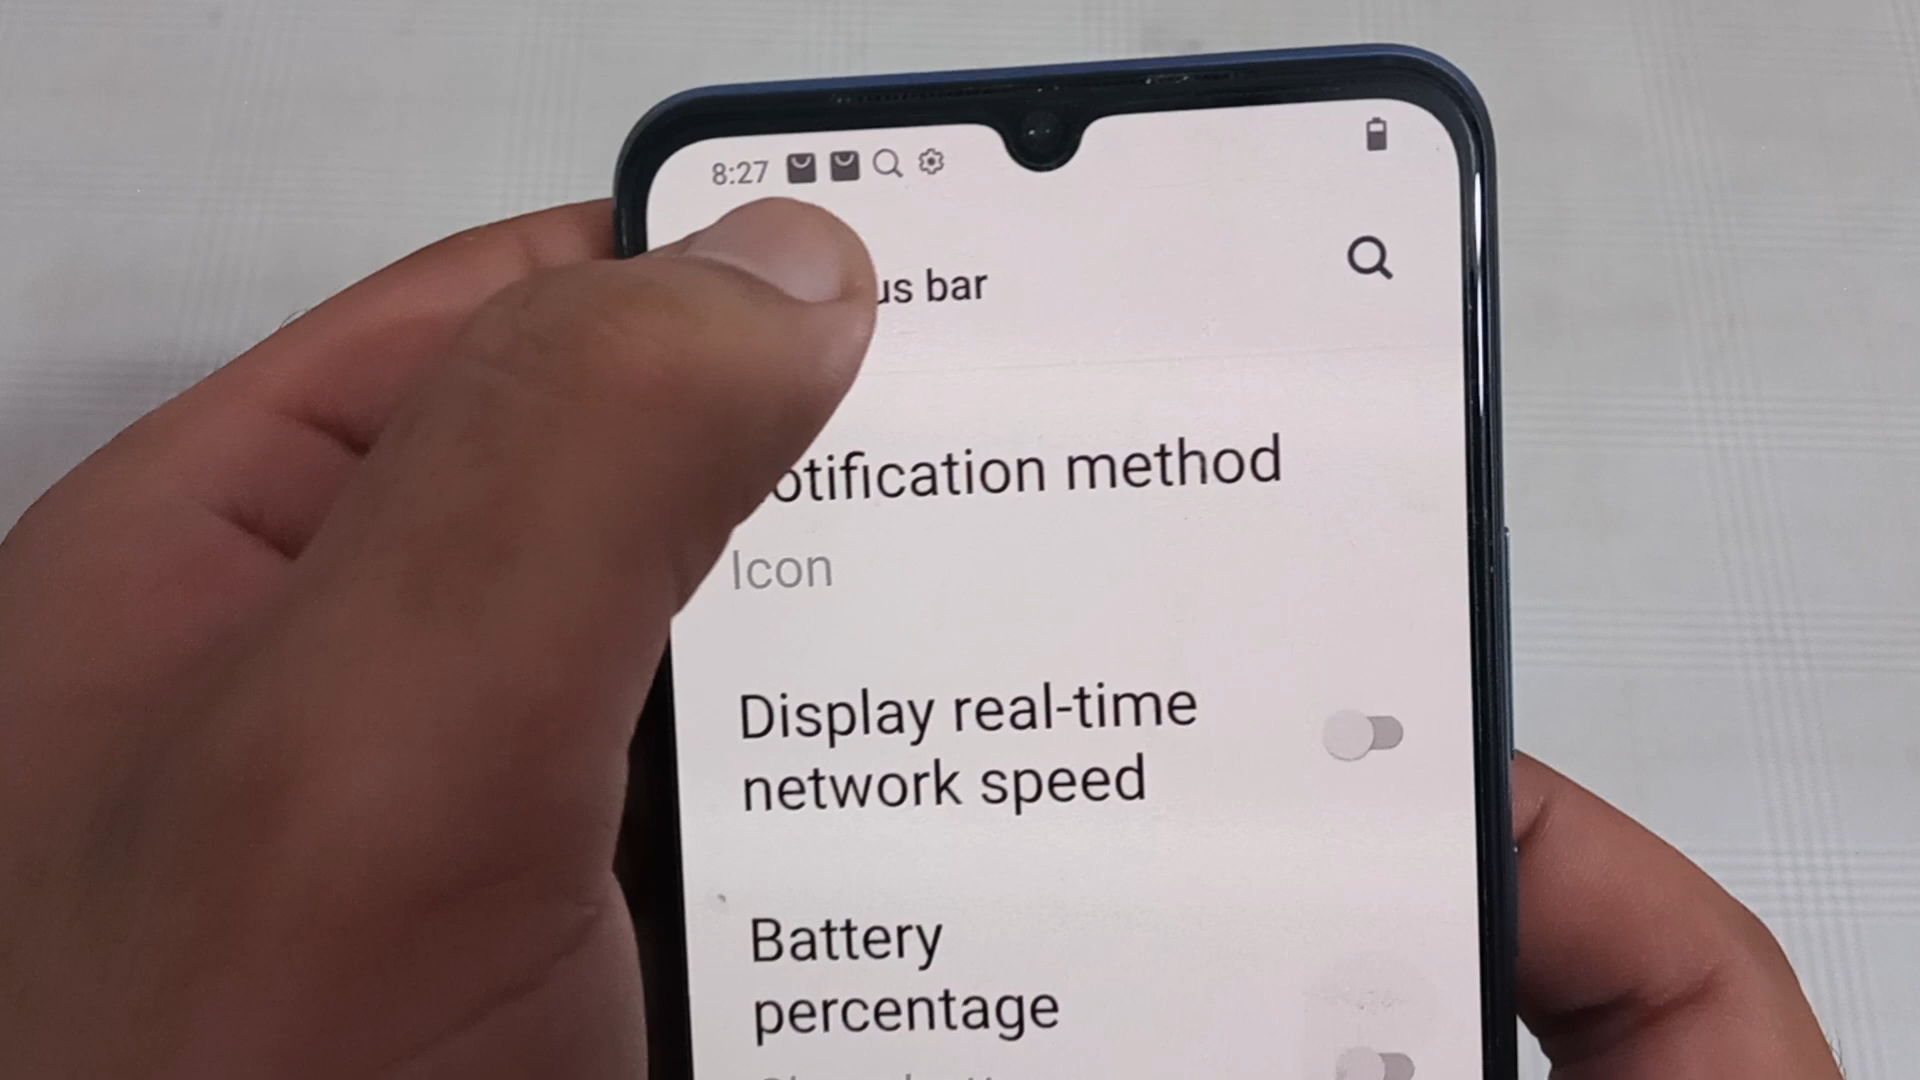 8:27
us bar
otification method
Icon
Display real-time
network speed
Battery
percentage